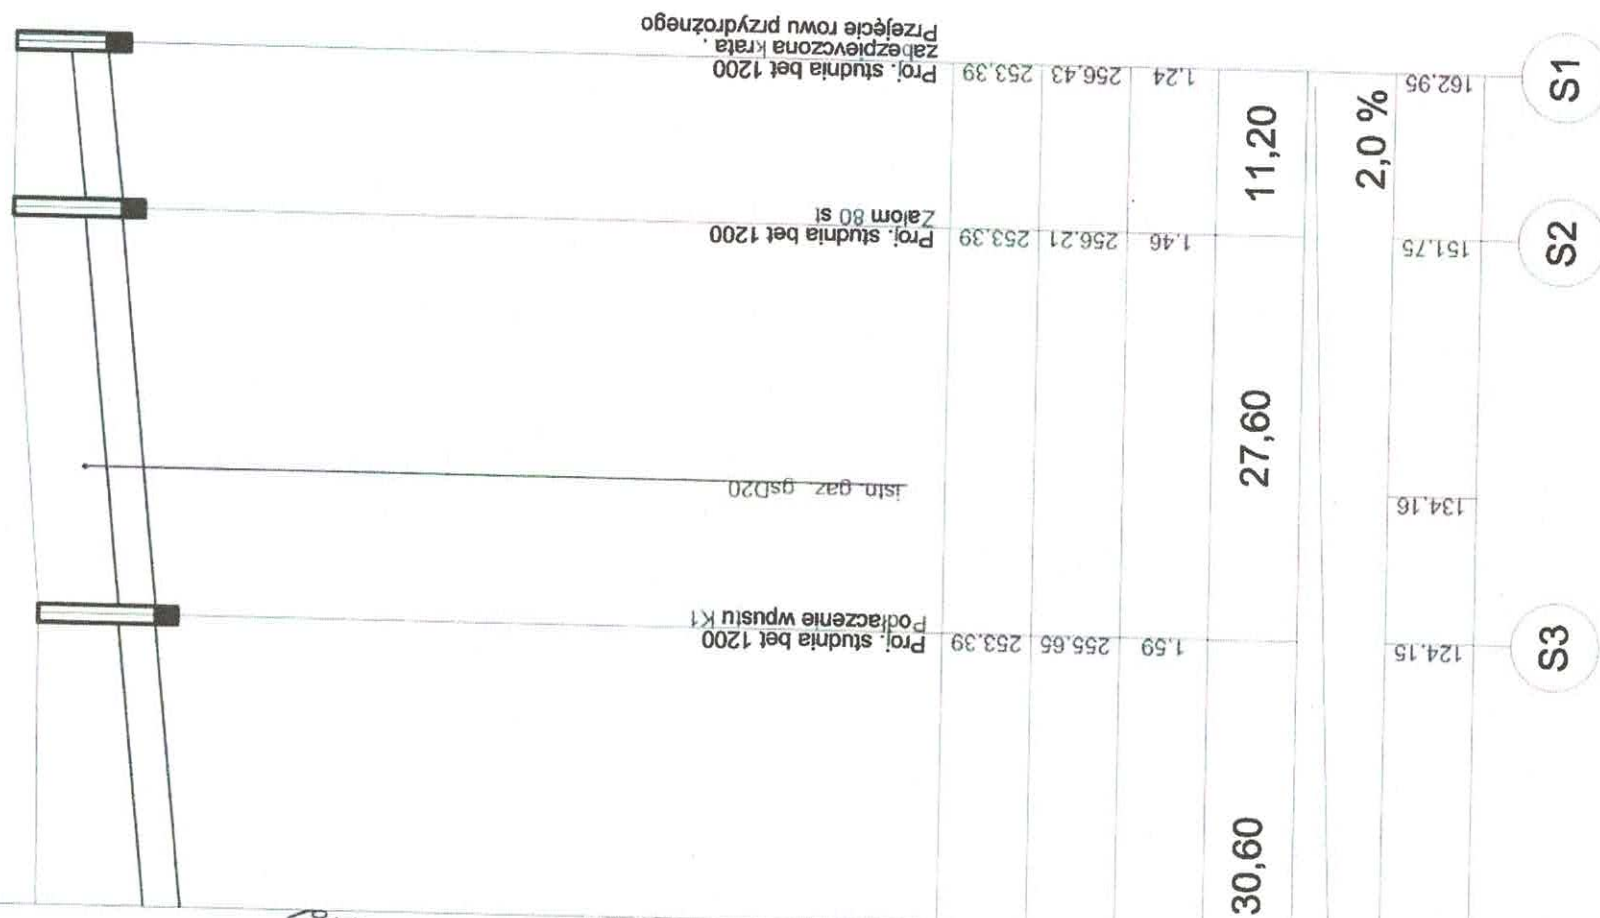 Proj. studnia bet 1200
zabezpievczona krata .
Przejęcie rowu przydrożnego
253.39
256.43
1.24
11,20
2,0 %
162.95
S1
Proj. studnia bet 1200
Załom 80 st
253.39
256.21
1.46
151.75
S2
27,60
istn. gaz gsD20
134.16
Proj. studnia bet 1200
Podłaczenie wpustu K1
253.39
255.65
1.59
124.15
S3
30,60